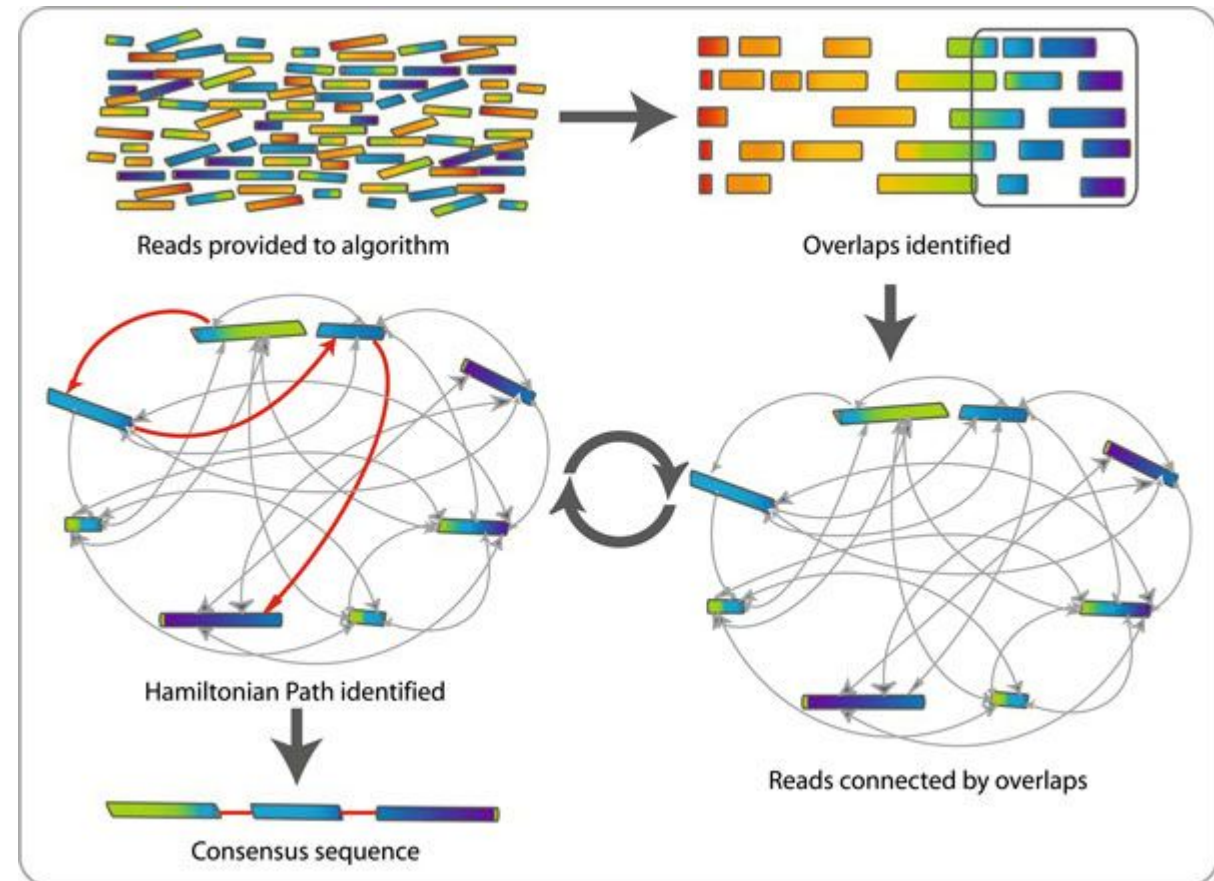 Reads provided to algorithm
Overlaps identified
Hamiltonian Path identified
Reads connected by overlaps
Consensus sequence